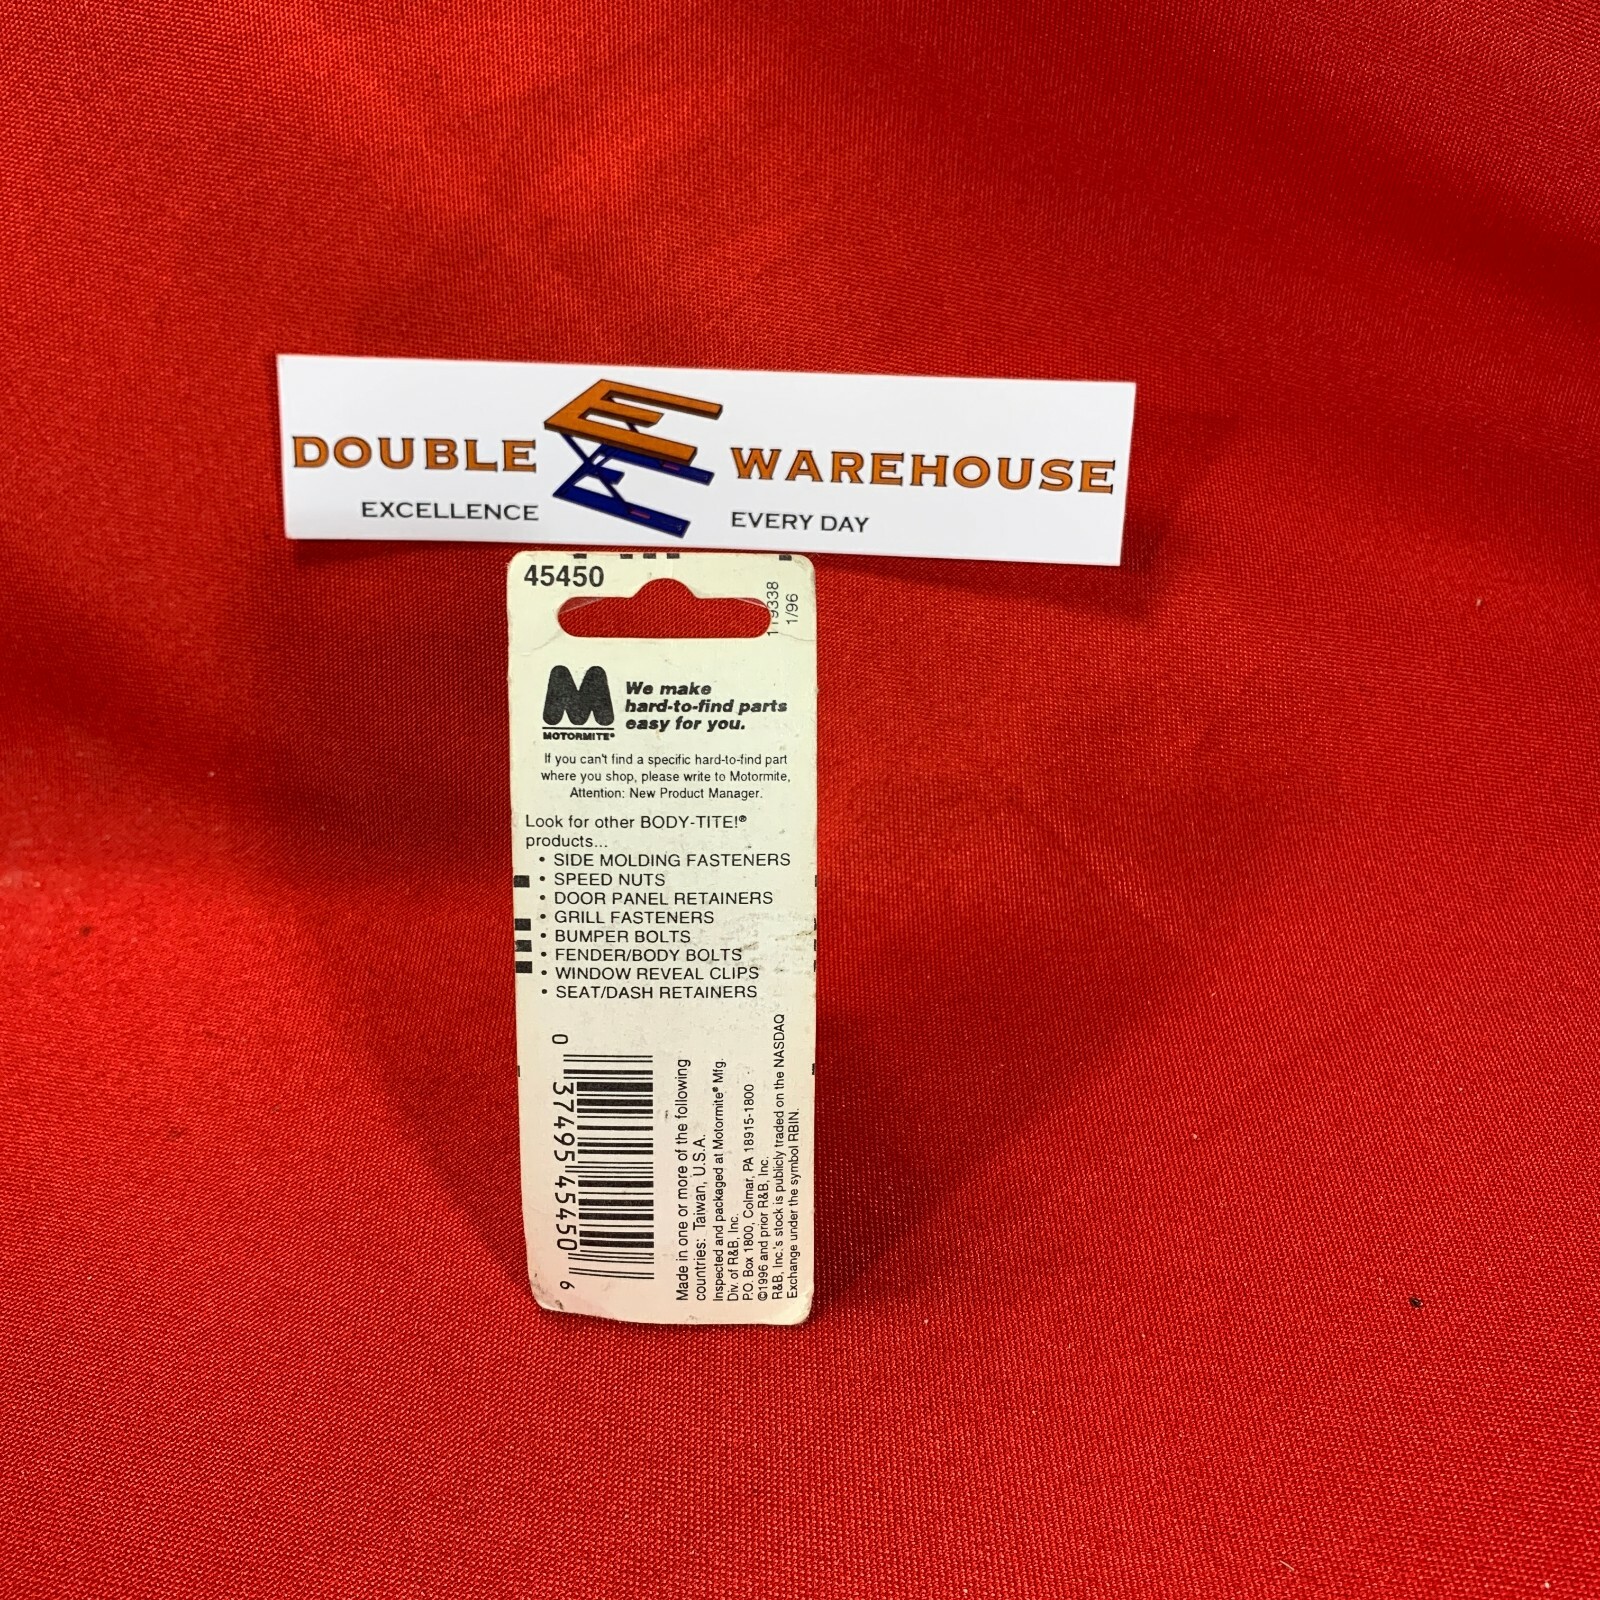 DOUBLE EE WAREHOUSE
EXCELLENCE EVERY DAY
45450
119338
1/96
M
MOTORMITE®
We make
hard-to-find parts
easy for you.
If you can't find a specific hard-to-find part
where you shop, please write to Motormite,
Attention: New Product Manager.
Look for other BODY-TITE!®
products...
• SIDE MOLDING FASTENERS
• SPEED NUTS
• DOOR PANEL RETAINERS
• GRILL FASTENERS
• BUMPER BOLTS
• FENDER/BODY BOLTS
• WINDOW REVEAL CLIPS
• SEAT/DASH RETAINERS
0 37495 45450 6
Made in one or more of the following
countries: Taiwan, U.S.A.
Inspected and packaged at Motormite® Mfg.
Div. of R&B, Inc.
P.O. Box 1800, Colmar, PA 18915-1800
©1996 and prior R&B, Inc.
R&B, Inc.'s stock is publicly traded on the NASDAQ
Exchange under the symbol RBIN.